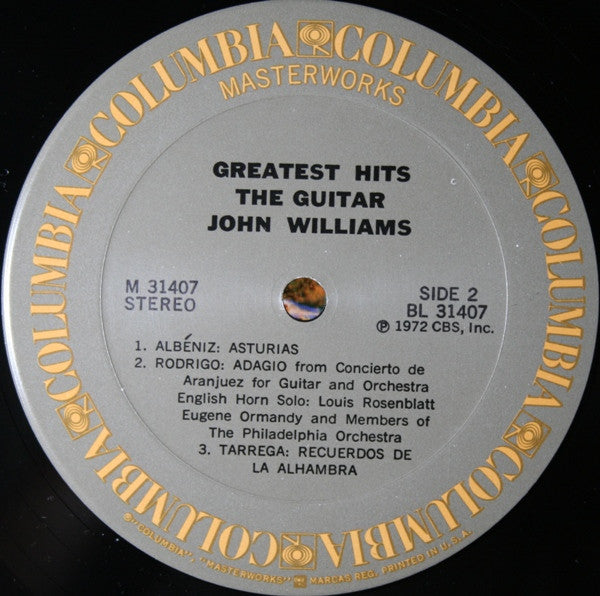 COLUMBIA COLUMBIA COLUMBIA COLUMBIA COLUMBIA COLUMBIA COLUMBIA COLUMBIA
MASTERWORKS
GREATEST HITS
THE GUITAR
JOHN WILLIAMS
M 31407
STEREO
SIDE 2
BL 31407
℗ 1972 CBS, Inc.
1. ALBÉNIZ: ASTURIAS
2. RODRIGO: ADAGIO from Concierto de
Aranjuez for Guitar and Orchestra
English Horn Solo: Louis Rosenblatt
Eugene Ormandy and Members of
The Philadelphia Orchestra
3. TARREGA: RECUERDOS DE
LA ALHAMBRA
®"COLUMBIA", "MASTERWORKS" MARCAS REG. PRINTED IN U.S.A.